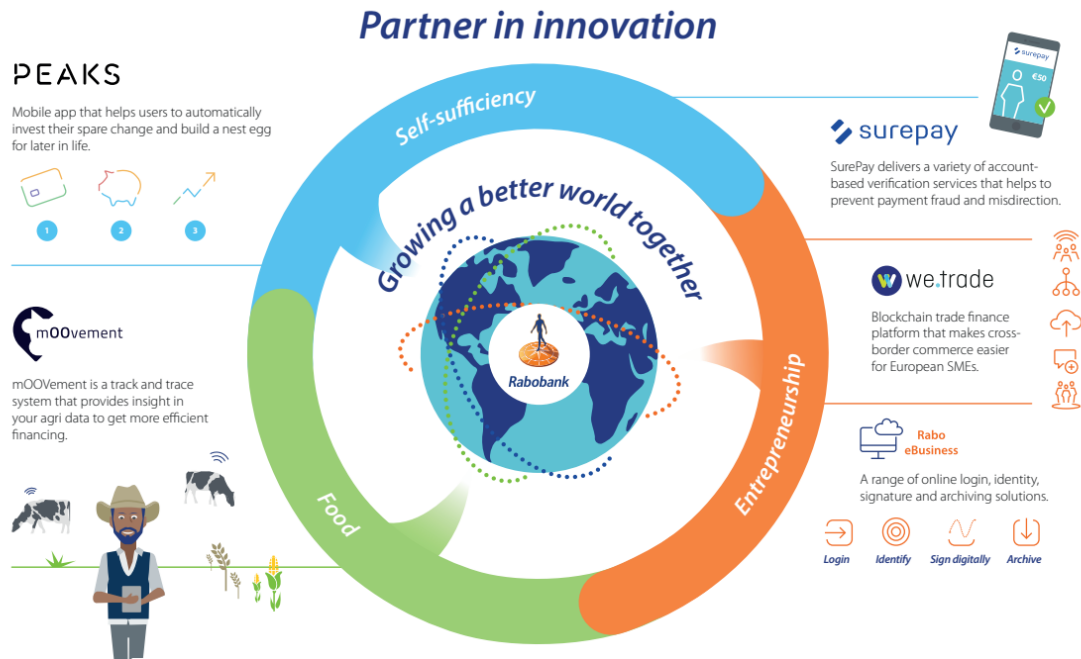 Partner in innovation
PEAKS
Mobile app that helps users to automatically
invest their spare change and build a nest egg
for later in life.
1
2
3
mOOvement
mOOVement is a track and trace
system that provides insight in
your agri data to get more efficient
financing.
Self-sufficiency
Growing a better world together
Rabobank
Food
Entrepreneurship
surepay
€50
surepay
SurePay delivers a variety of account-
based verification services that helps to
prevent payment fraud and misdirection.
we.trade
Blockchain trade finance
platform that makes cross-
border commerce easier
for European SMEs.
Rabo
eBusiness
A range of online login, identity,
signature and archiving solutions.
Login
Identify
Sign digitally
Archive